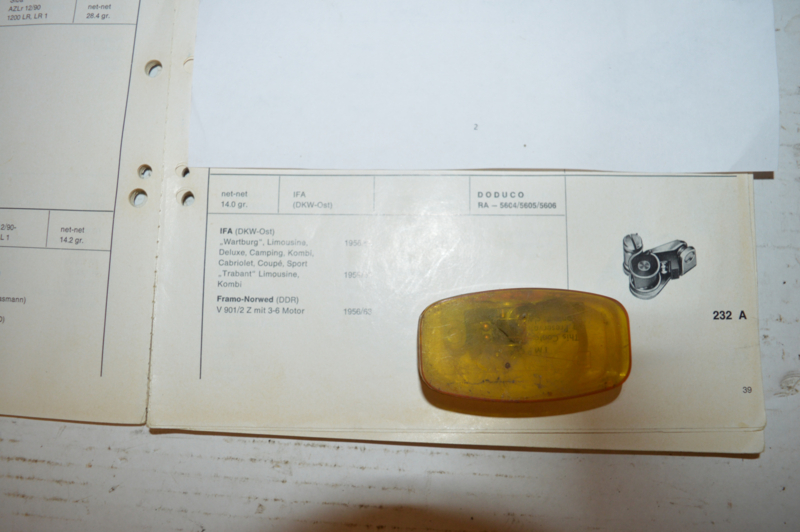 AZLr 12/90
1200 LR, LR 1
net-net
28.4 gr.
2
net-net
14.2 gr.
net-net
14.0 gr.
IFA
(DKW-Ost)
DODUCO
RA – 5604/5605/5606
IFA (DKW-Ost)
„Wartburg", Limousine,
Deluxe, Camping, Kombi,
Cabriolet, Coupé, Sport
„Trabant" Limousine,
Kombi
Framo-Norwed (DDR)
V 901/2 Z mit 3-6 Motor 1956/62
232 A
39